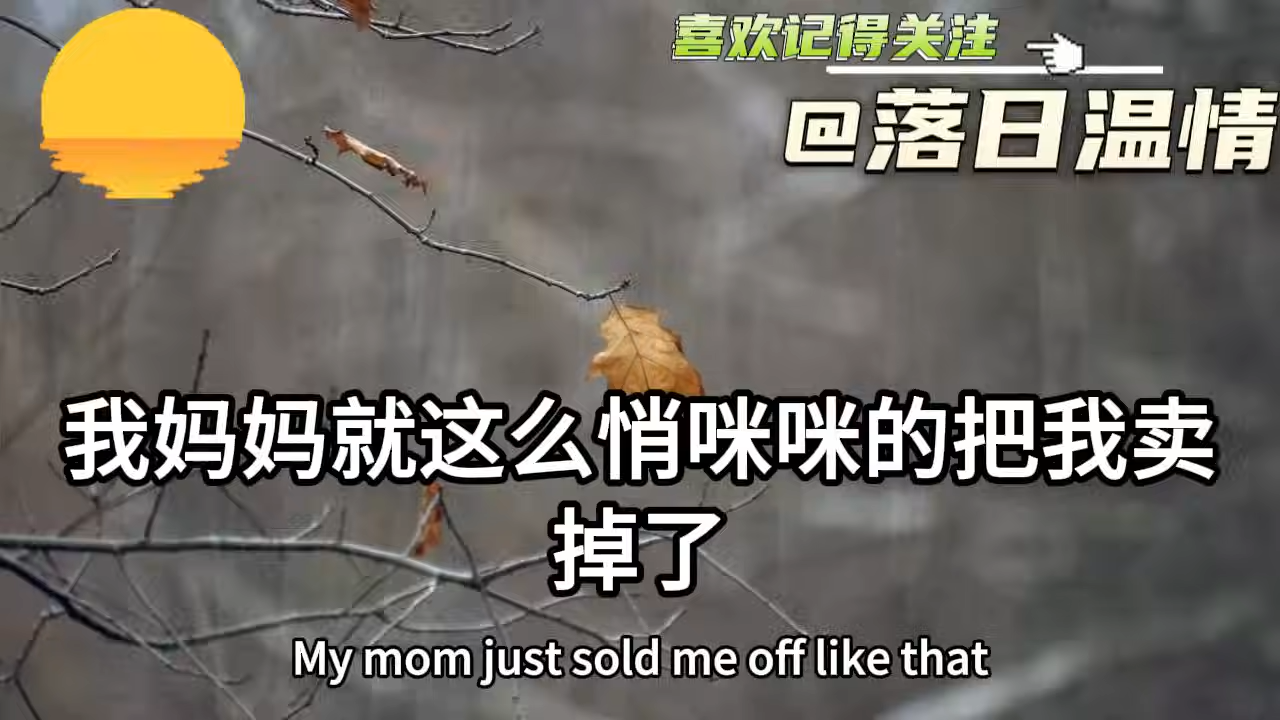 喜欢记得关注
@落日温情
我妈妈就这么悄咪咪的把我卖
掉了
My mom just sold me off like that